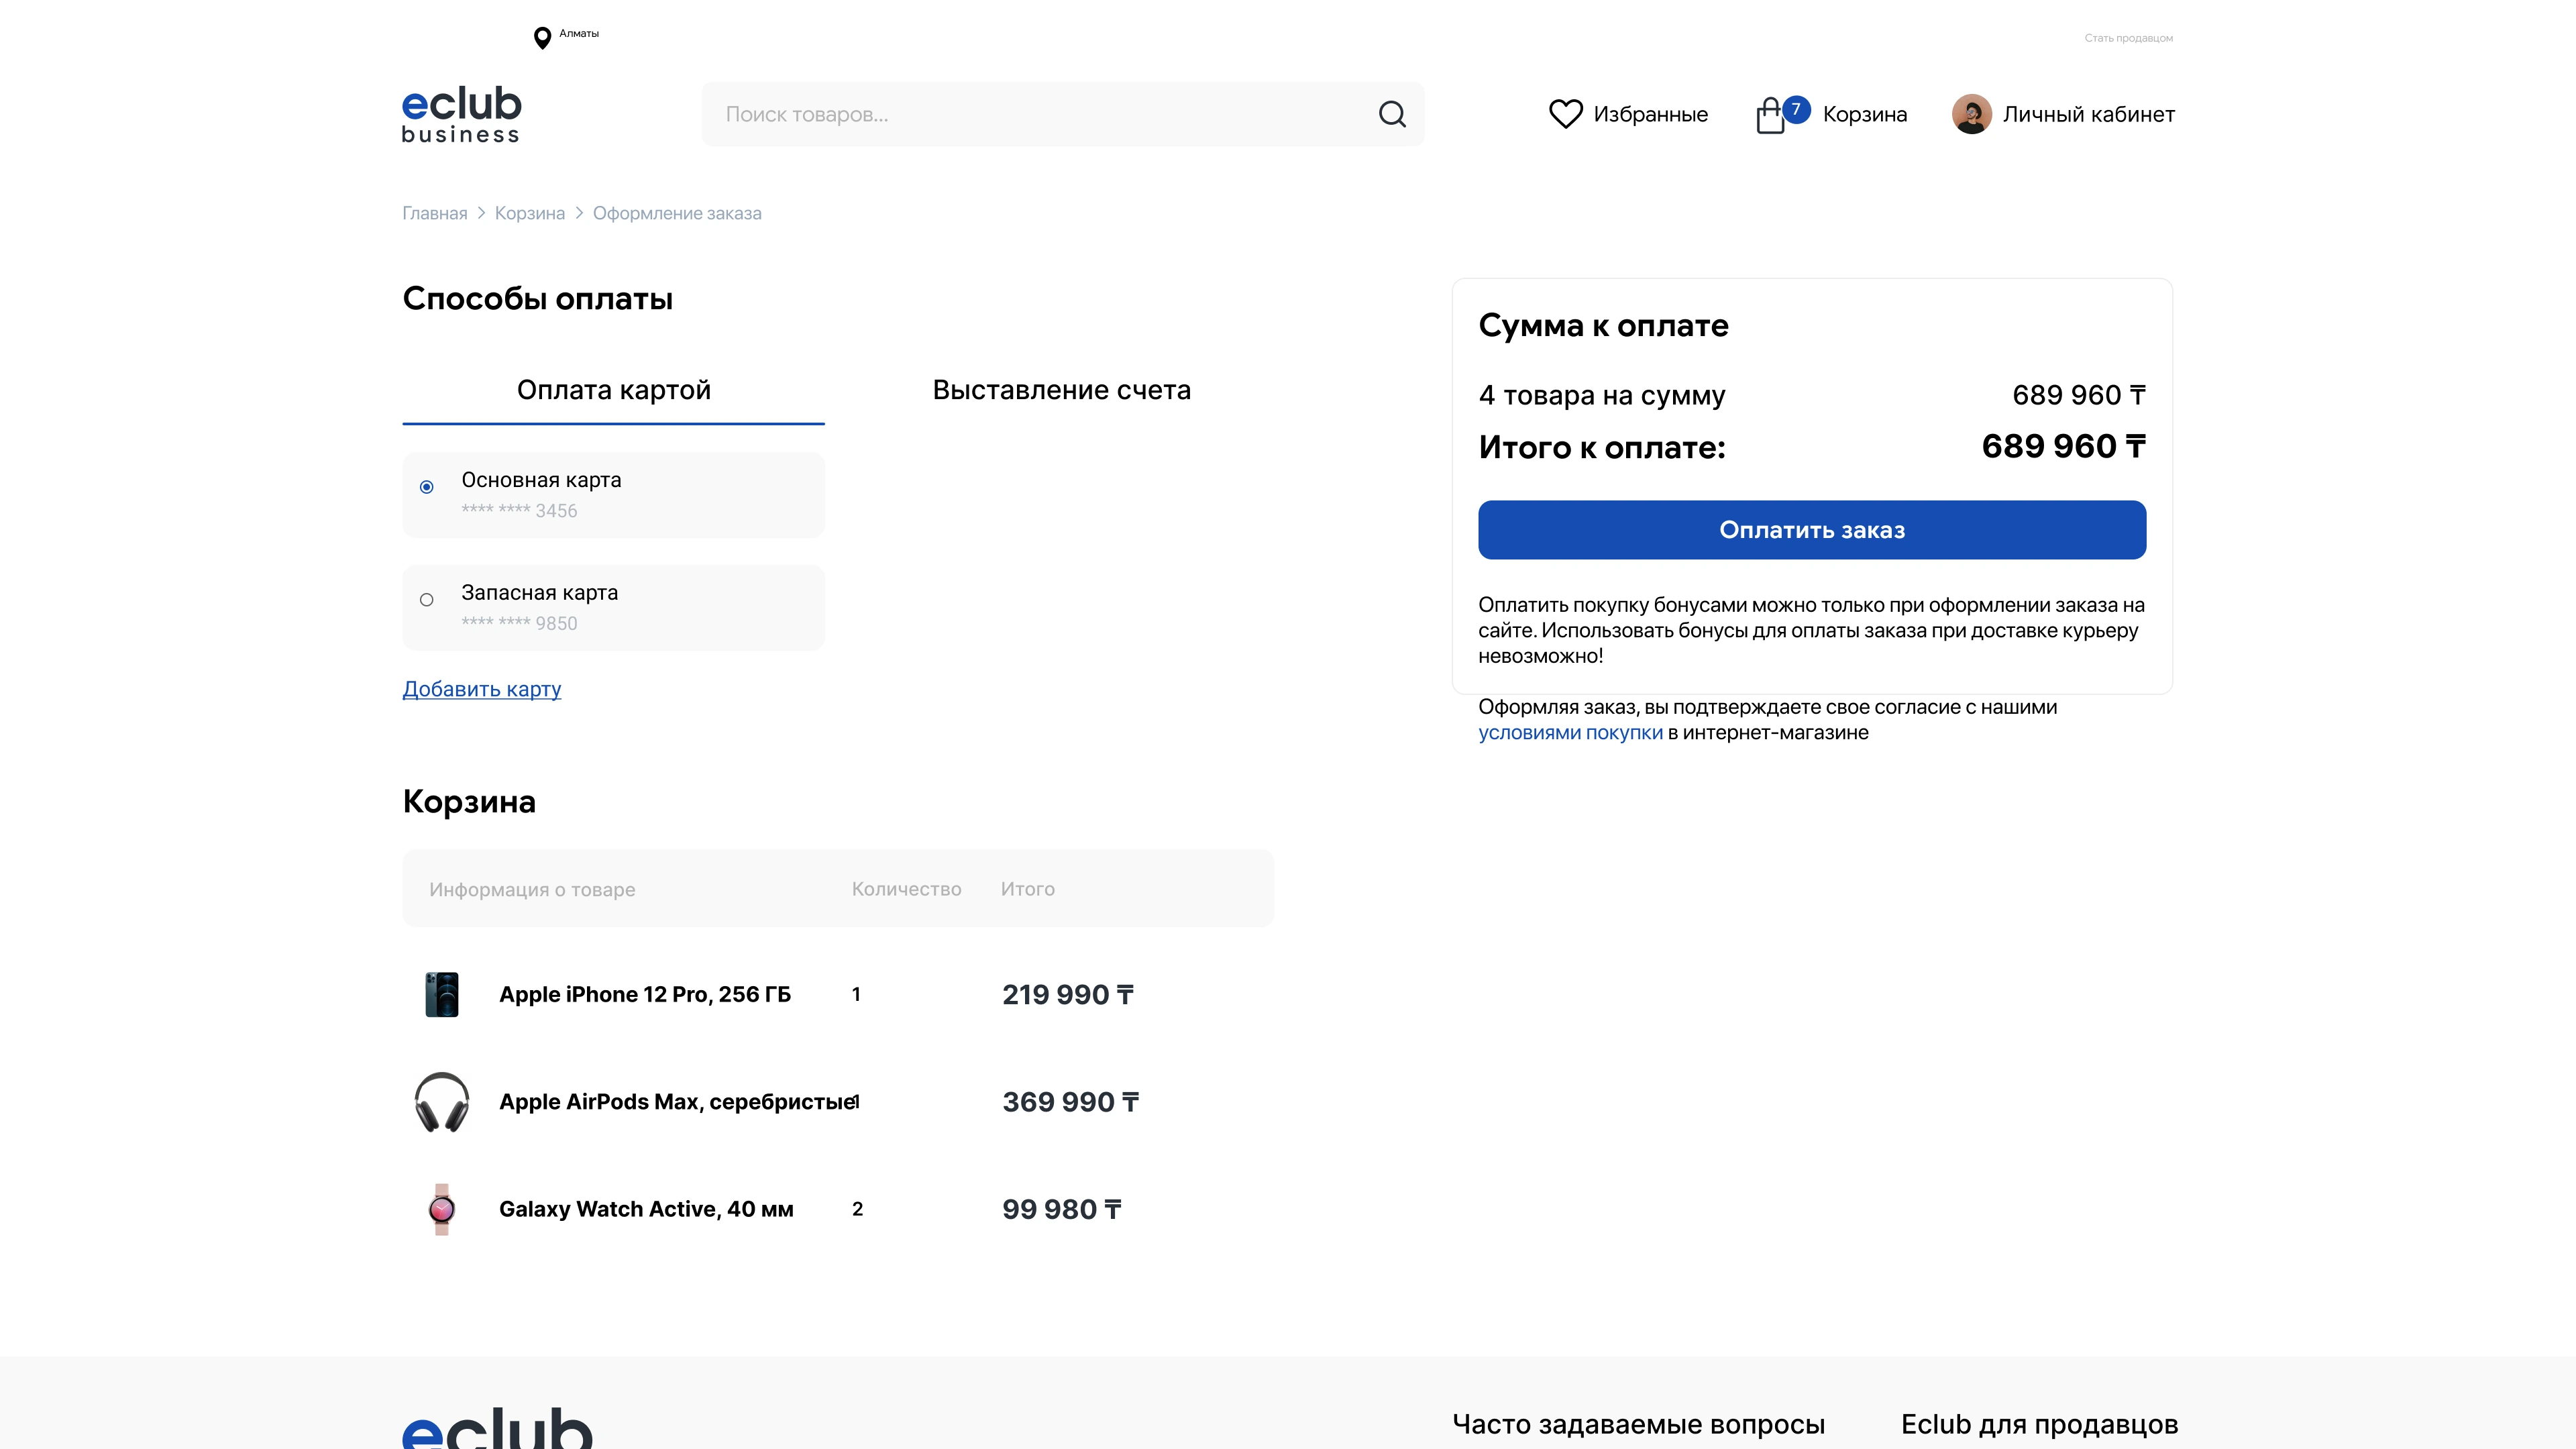 Алматы
Стать продавцом
eclub
business
Поиск товаров...
Избранные
7
Корзина
Личный кабинет
Главная > Корзина > Оформление заказа
Способы оплаты
Оплата картой
Выставление счета
Основная карта
**** **** 3456
Запасная карта
**** **** 9850
Добавить карту
Сумма к оплате
4 товара на сумму 689 960 ₸
Итого к оплате: 689 960 ₸
Оплатить заказ
Оплатить покупку бонусами можно только при оформлении заказа на
сайте. Использовать бонусы для оплаты заказа при доставке курьеру
невозможно!
Оформляя заказ, вы подтверждаете свое согласие с нашими
условиями покупки в интернет-магазине
Корзина
Информация о товаре Количество Итого
Apple iPhone 12 Pro, 256 ГБ 1 219 990 ₸
Apple AirPods Max, серебристые 1 369 990 ₸
Galaxy Watch Active, 40 мм 2 99 980 ₸
eclub
Часто задаваемые вопросы
Eclub для продавцов